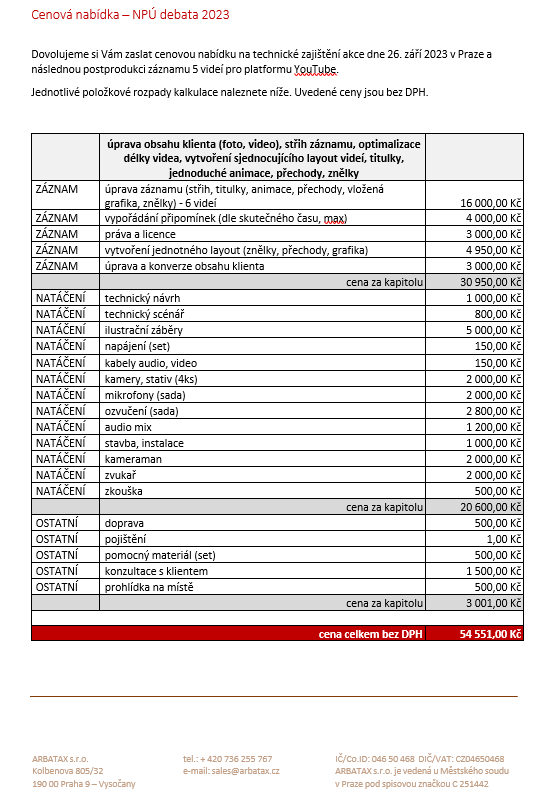 Cenová nabídka – NPÚ debata 2023
Dovolujeme si Vám zaslat cenovou nabídku na technické zajištění akce dne 26. září 2023 v Praze a
následnou postprodukci záznamu 5 videí pro platformu YouTube.
Jednotlivé položkové rozpady kalkulace naleznete níže. Uvedené ceny jsou bez DPH.
úprava obsahu klienta (foto, video), střih záznamu, optimalizace
délky videa, vytvoření sjednocujícího layout videí, titulky,
jednoduché animace, přechody, znělky
ZÁZNAM úprava záznamu (střih, titulky, animace, přechody, vložená
grafika, znělky) - 6 videí 16 000,00 Kč
ZÁZNAM vypořádání připomínek (dle skutečného času, max) 4 000,00 Kč
ZÁZNAM práva a licence 3 000,00 Kč
ZÁZNAM vytvoření jednotného layout (znělky, přechody, grafika) 4 950,00 Kč
ZÁZNAM úprava a konverze obsahu klienta 3 000,00 Kč
cena za kapitolu 30 950,00 Kč
NATÁČENÍ technický návrh 1 000,00 Kč
NATÁČENÍ technický scénář 800,00 Kč
NATÁČENÍ ilustrační záběry 5 000,00 Kč
NATÁČENÍ napájení (set) 150,00 Kč
NATÁČENÍ kabely audio, video 150,00 Kč
NATÁČENÍ kamery, stativ (4ks) 2 000,00 Kč
NATÁČENÍ mikrofony (sada) 2 000,00 Kč
NATÁČENÍ ozvučení (sada) 2 800,00 Kč
NATÁČENÍ audio mix 1 200,00 Kč
NATÁČENÍ stavba, instalace 1 000,00 Kč
NATÁČENÍ kameraman 2 000,00 Kč
NATÁČENÍ zvukař 2 000,00 Kč
NATÁČENÍ zkouška 500,00 Kč
cena za kapitolu 20 600,00 Kč
OSTATNÍ doprava 500,00 Kč
OSTATNÍ pojištění 1,00 Kč
OSTATNÍ pomocný materiál (set) 500,00 Kč
OSTATNÍ konzultace s klientem 1 500,00 Kč
OSTATNÍ prohlídka na místě 500,00 Kč
cena za kapitolu 3 001,00 Kč
cena celkem bez DPH 54 551,00 Kč
ARBATAX s.r.o. tel.: + 420 736 255 767 IČ/Co.ID: 046 50 468 DIČ/VAT: CZ04650468
Kolbenova 805/32 e-mail: sales@arbatax.cz ARBATAX s.r.o. je vedená u Městského soudu
190 00 Praha 9 – Vysočany v Praze pod spisovou značkou C 251442